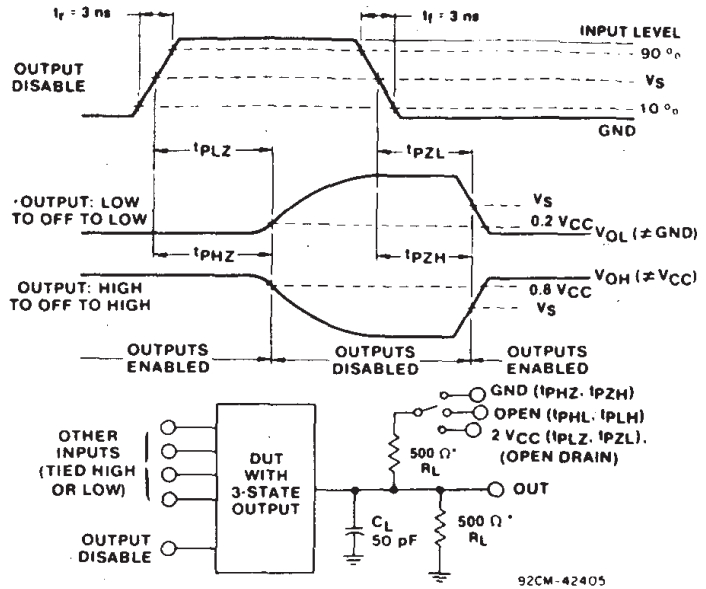 tr = 3 ns
tf = 3 ns
INPUT LEVEL
90 %
VS
10 %
GND
OUTPUT
DISABLE
tPLZ
tPZL
OUTPUT: LOW
TO OFF TO LOW
VS
0.2 VCC
VOL (≠ GND)
tPHZ
tPZH
OUTPUT: HIGH
TO OFF TO HIGH
VOH (≠ VCC)
0.8 VCC
VS
OUTPUTS
ENABLED
OUTPUTS
DISABLED
OUTPUTS
ENABLED
GND (tPHZ, tPZH)
OPEN (tPHL, tPLH)
2 VCC (tPLZ, tPZL),
(OPEN DRAIN)
OTHER
INPUTS
(TIED HIGH
OR LOW)
DUT
WITH
3-STATE
OUTPUT
500 Ω*
RL
OUT
OUTPUT
DISABLE
CL
50 pF
500 Ω*
RL
92CM-42405